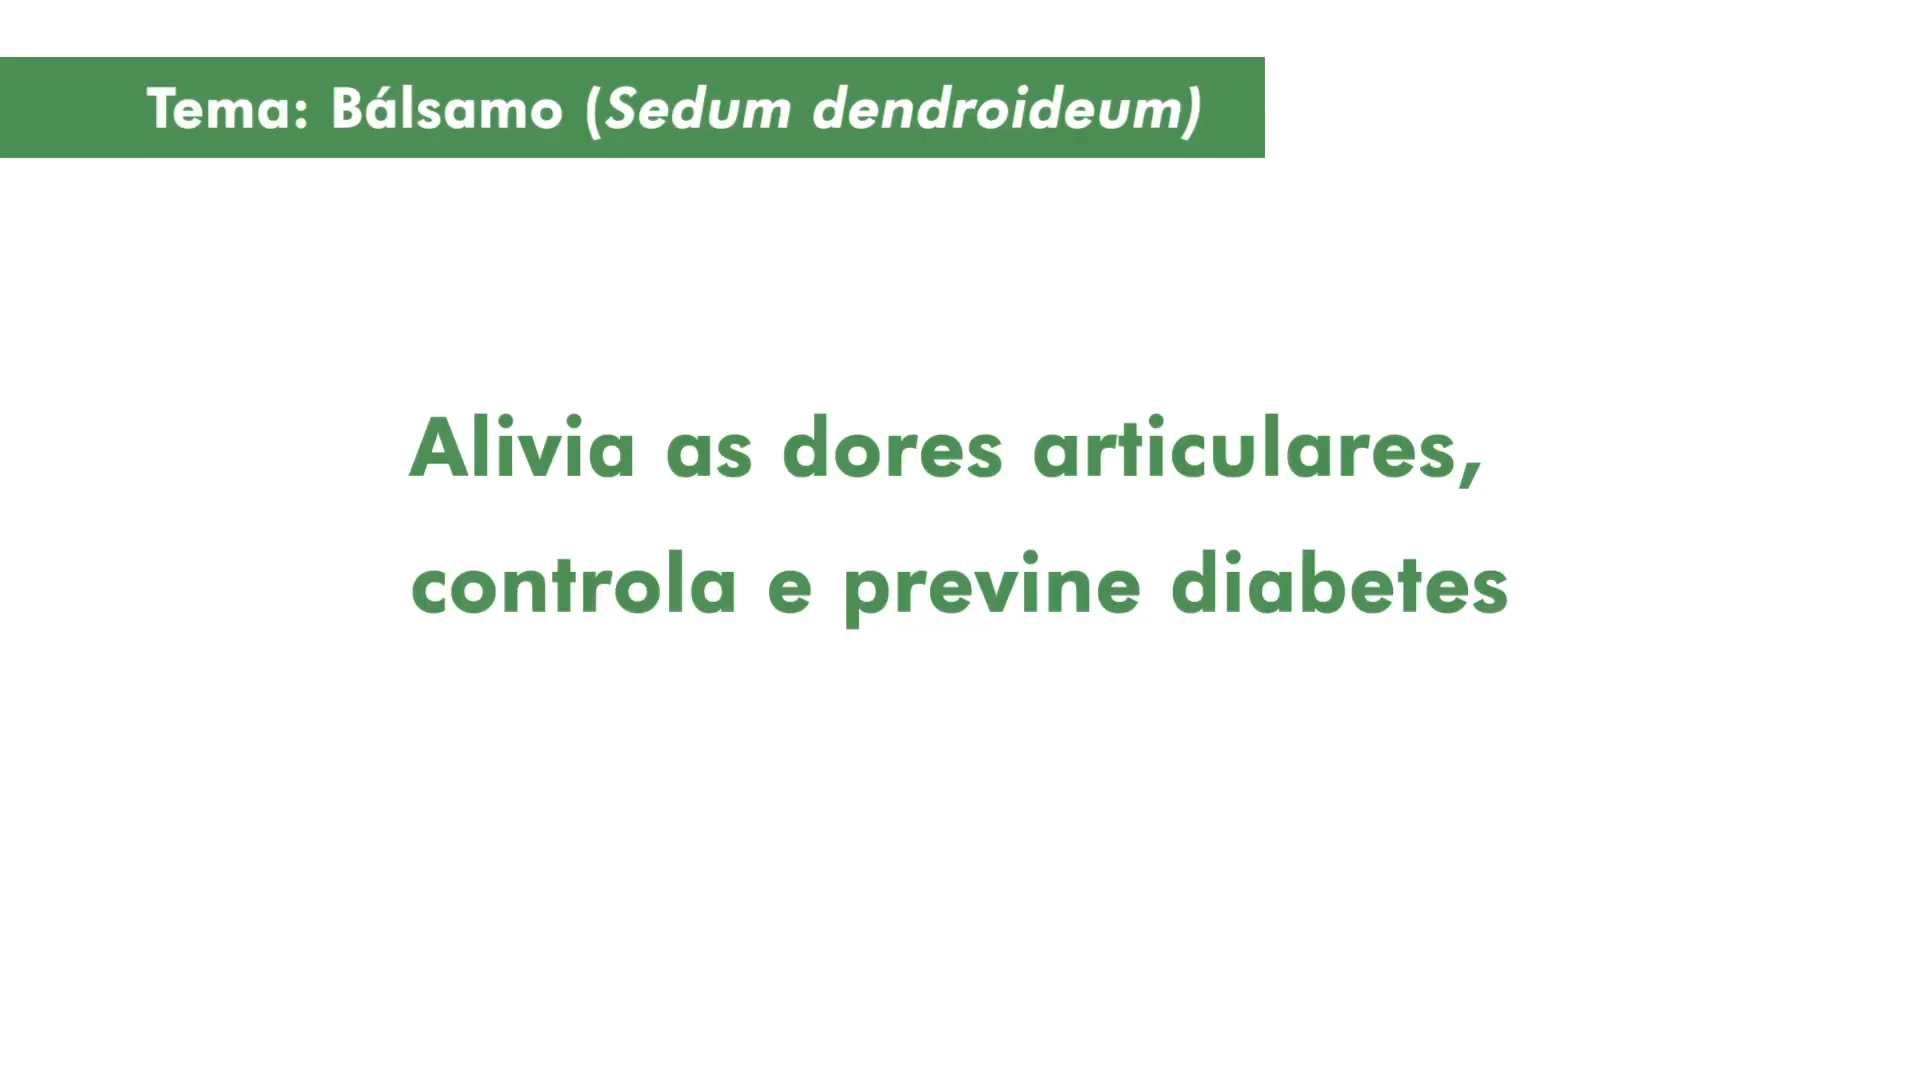 Tema: Bálsamo (Sedum dendroideum)
Alivia as dores articulares,
controla e previne diabetes